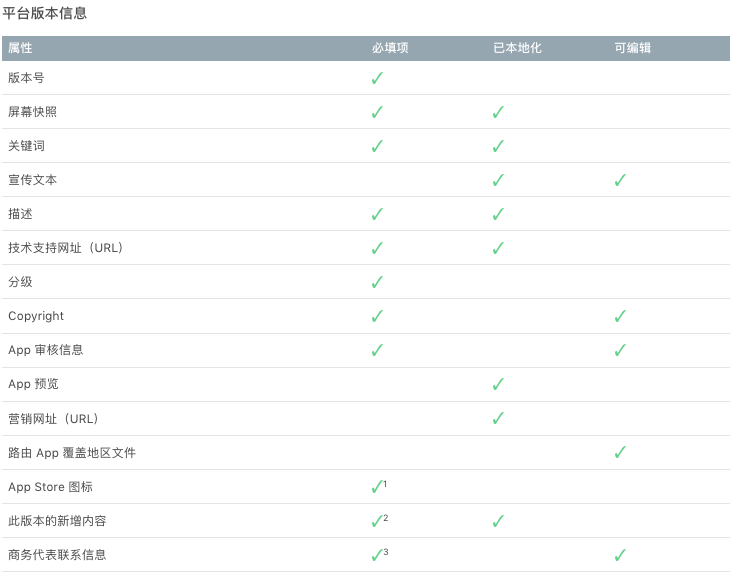 平台版本信息
属性 必填项 已本地化 可编辑
版本号 ✓
屏幕快照 ✓ ✓
关键词 ✓ ✓
宣传文本 ✓ ✓
描述 ✓ ✓
技术支持网址（URL） ✓ ✓
分级 ✓
Copyright ✓ ✓
App 审核信息 ✓ ✓
App 预览 ✓
营销网址（URL） ✓
路由 App 覆盖地区文件 ✓
App Store 图标 ✓1
此版本的新增内容 ✓2 ✓
商务代表联系信息 ✓3 ✓